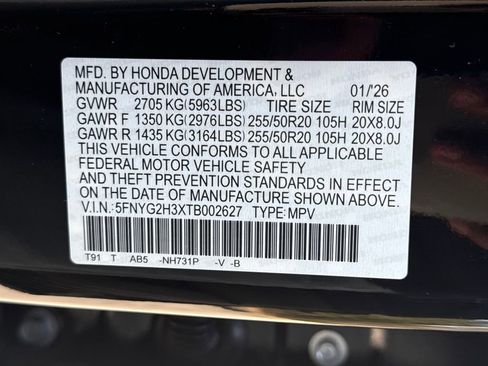 MFD. BY HONDA DEVELOPMENT &
MANUFACTURING OF AMERICA, LLC 01/'26
GVWR 2705 KG(5963LBS) TIRE SIZE RIM SIZE
GAWR F 1350 KG(2976LBS) 255/50R20 105H 20X8.0J
GAWR R 1435 KG(3164LBS) 255/50R20 105H 20X8.0J
THIS VEHICLE CONFORMS TO ALL APPLICABLE
FEDERAL MOTOR VEHICLE SAFETY
AND THEFT PREVENTION STANDARDS IN EFFECT
ON THE DATE OF MANUFACTURE SHOWN ABOVE.
V.I.N.: 5FNYG2H3XTB002627 TYPE: MPV
T91 T AB5 -NH731P -V -B